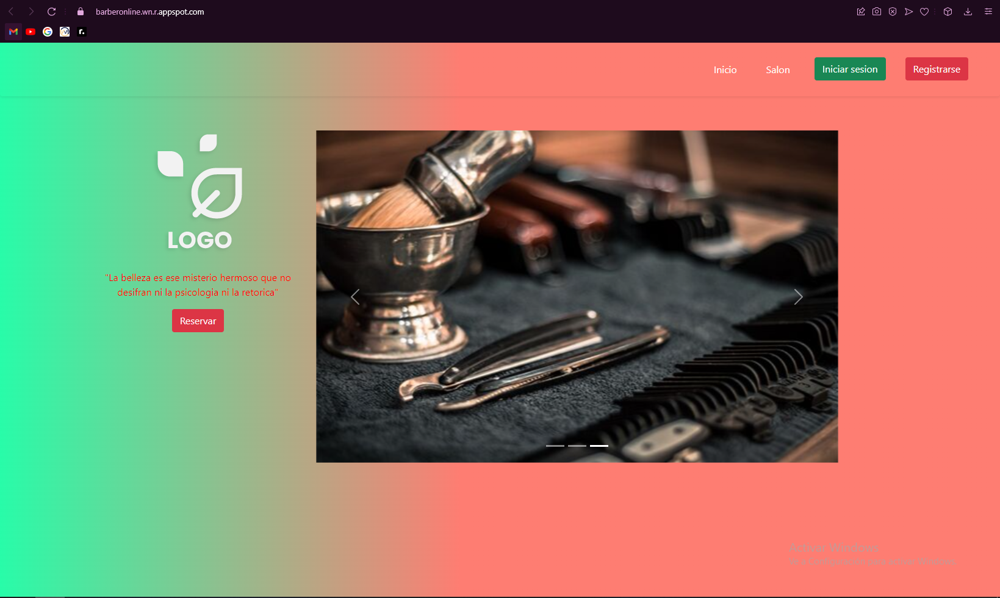 barberonline.wn.r.appspot.com
Inicio
Salon
Iniciar sesion
Registrarse
LOGO
"La belleza es ese misterio hermoso que no
desifran ni la psicologia ni la retorica"
Reservar
Activar Windows
Ve a Configuración para activar Windows.